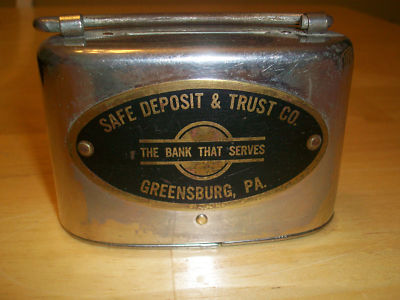 SAFE DEPOSIT & TRUST CO.
THE BANK THAT SERVES
GREENSBURG, PA.